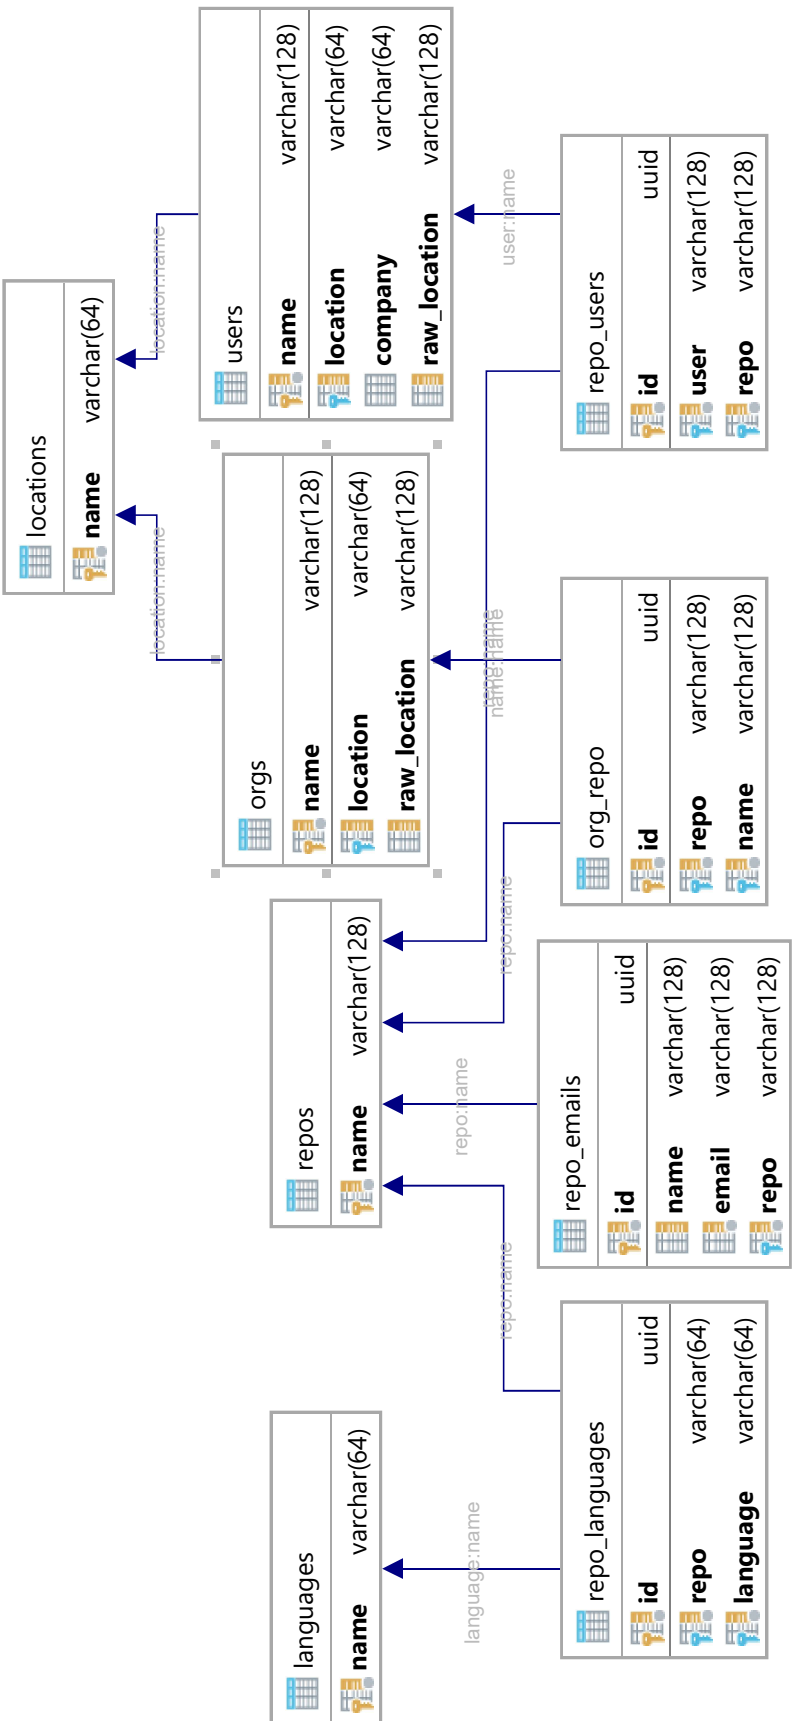 languages
name varchar(64)
repos
name varchar(128)
orgs
name varchar(128)
location varchar(64)
raw_location varchar(128)
locations
name varchar(64)
users
name varchar(128)
location varchar(64)
company varchar(64)
raw_location varchar(128)
location:name
location:name
language:name
repo:name
repo:name
repo:name
name:name
user:name
repo_languages
id uuid
repo varchar(64)
language varchar(64)
repo_emails
id uuid
name varchar(128)
email varchar(128)
repo varchar(128)
org_repo
id uuid
repo varchar(128)
name varchar(128)
repo_users
id uuid
user varchar(128)
repo varchar(128)